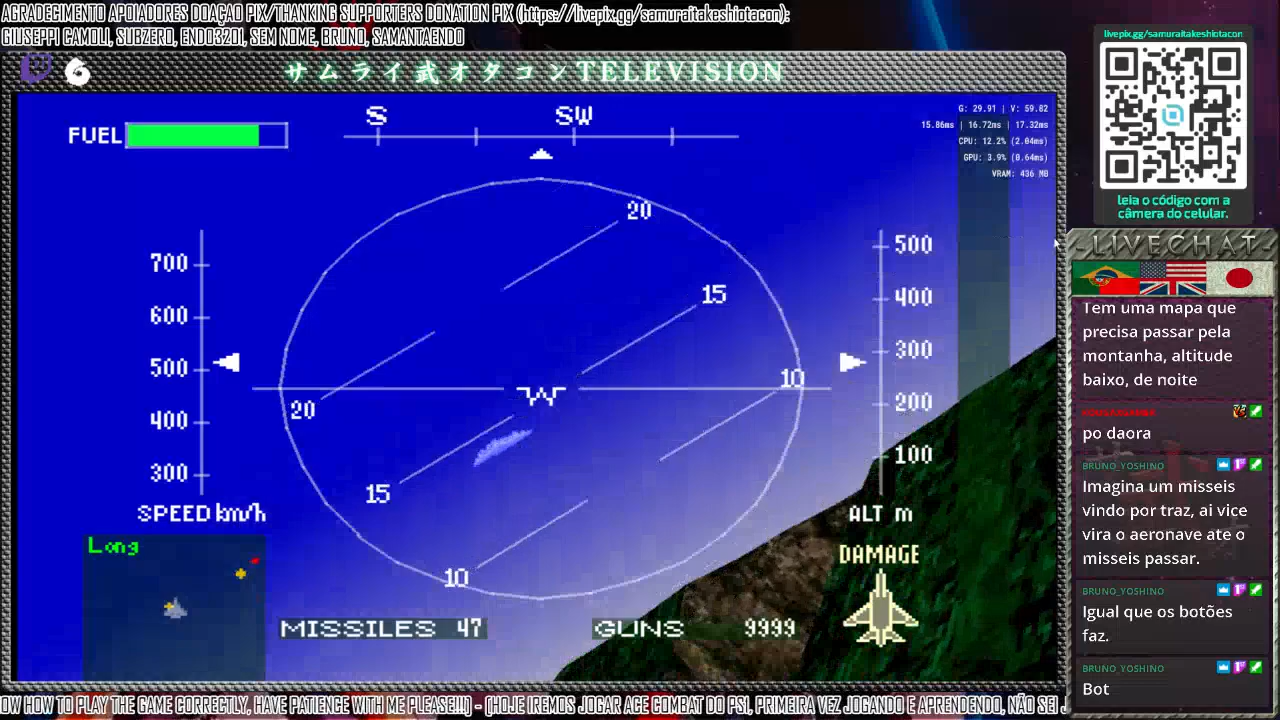 AGRADECIMENTO APOIADORES DOAÇÃO PIX/THANKING SUPPORTERS DONATION PIX (https://livepix.gg/samuraitakeshiotacon):
GIUSEPPI CAMOLI, SUBZERO, ENDO3201, SEM NOME, BRUNO, SAMANTAENDO
6
サムライ武オタコンTELEVISION
livepix.gg/samuraitakeshiotacon
leia o código com a
câmera do celular.
FUEL
S
SW
G: 29.91 | V: 59.82
15.86ms | 16.72ms | 17.32ms
CPU: 12.2% (2.04ms)
GPU: 3.9% (0.64ms)
VRAM: 436 MB
20
15
10
20
15
10
700
600
500
400
300
SPEED km/h
500
400
300
200
100
ALT m
DAMAGE
Long
MISSILES 47
GUNS 9999
-LIVECHAT-
Tem uma mapa que
precisa passar pela
montanha, altitude
baixo, de noite
po daora
BRUNO_YOSHINO
Imagina um misseis
vindo por traz, ai vice
vira o aeronave ate o
misseis passar.
BRUNO_YOSHINO
Igual que os botões
faz.
BRUNO_YOSHINO
Bot
OW HOW TO PLAY THE GAME CORRECTLY, HAVE PATIENCE WITH ME PLEASE!!!) - (HOJE IREMOS JOGAR ACE COMBAT DO PS1, PRIMEIRA VEZ JOGANDO E APRENDENDO, NÃO SEI J